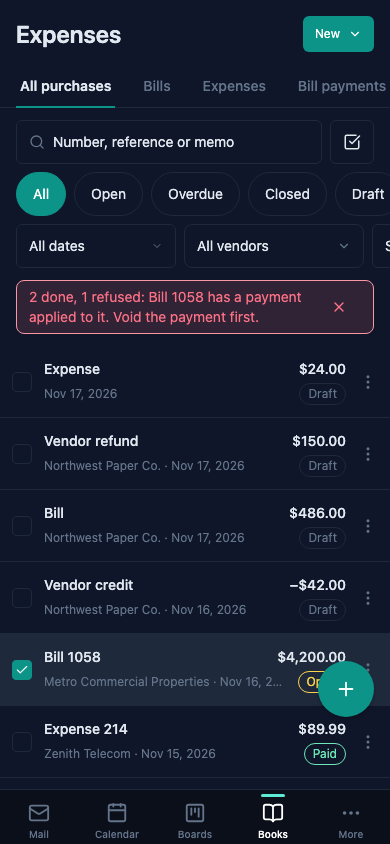 Expenses
New
All purchases
Bills
Expenses
Bill payments
Number, reference or memo
All
Open
Overdue
Closed
Draft
All dates
All vendors
2 done, 1 refused: Bill 1058 has a payment
applied to it. Void the payment first.
Expense
$24.00
Nov 17, 2026
Draft
Vendor refund
$150.00
Northwest Paper Co. · Nov 17, 2026
Draft
Bill
$486.00
Northwest Paper Co. · Nov 17, 2026
Draft
Vendor credit
–$42.00
Northwest Paper Co. · Nov 16, 2026
Draft
Bill 1058
$4,200.00
Metro Commercial Properties · Nov 16, 2...
Expense 214
$89.99
Zenith Telecom · Nov 15, 2026
Paid
Mail
Calendar
Boards
Books
More